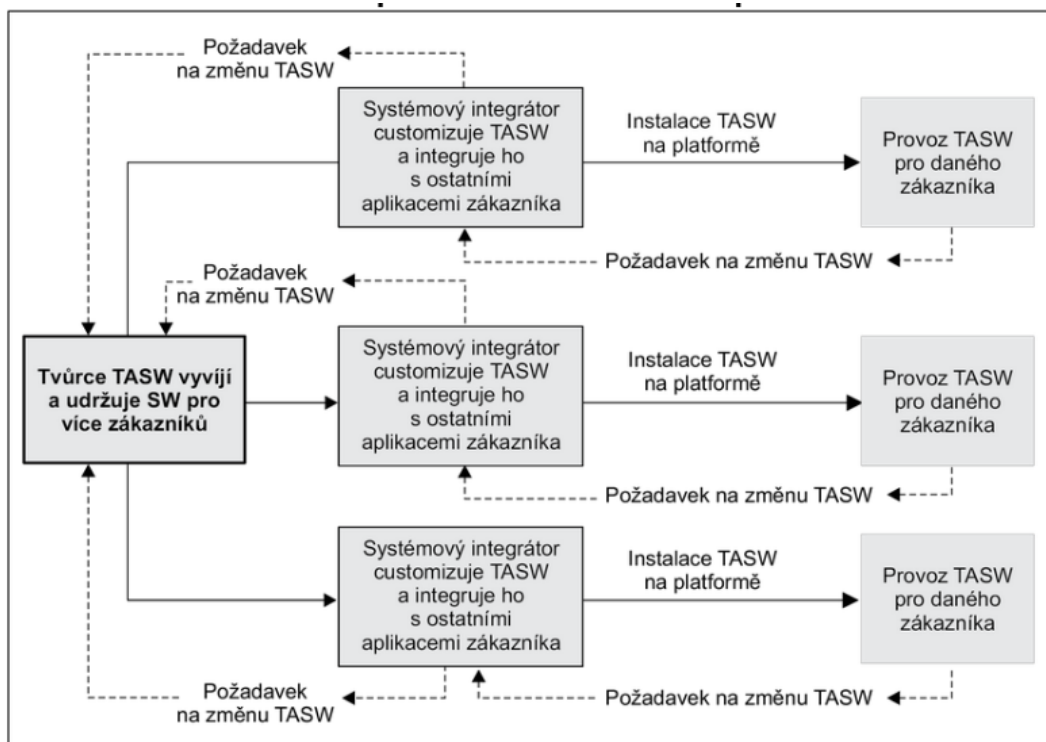 Požadavek
na změnu TASW
Systémový integrátor
customizuje TASW
a integruje ho
s ostatními
aplikacemi zákazníka
Instalace TASW
na platformě
Provoz TASW
pro daného
zákazníka
Požadavek na změnu TASW
Požadavek
na změnu TASW
Tvůrce TASW vyvíjí
a udržuje SW pro
více zákazníků
Systémový integrátor
customizuje TASW
a integruje ho
s ostatními
aplikacemi zákazníka
Instalace TASW
na platformě
Provoz TASW
pro daného
zákazníka
Požadavek na změnu TASW
Systémový integrátor
customizuje TASW
a integruje ho
s ostatními
aplikacemi zákazníka
Instalace TASW
na platformě
Provoz TASW
pro daného
zákazníka
Požadavek
na změnu TASW
Požadavek na změnu TASW